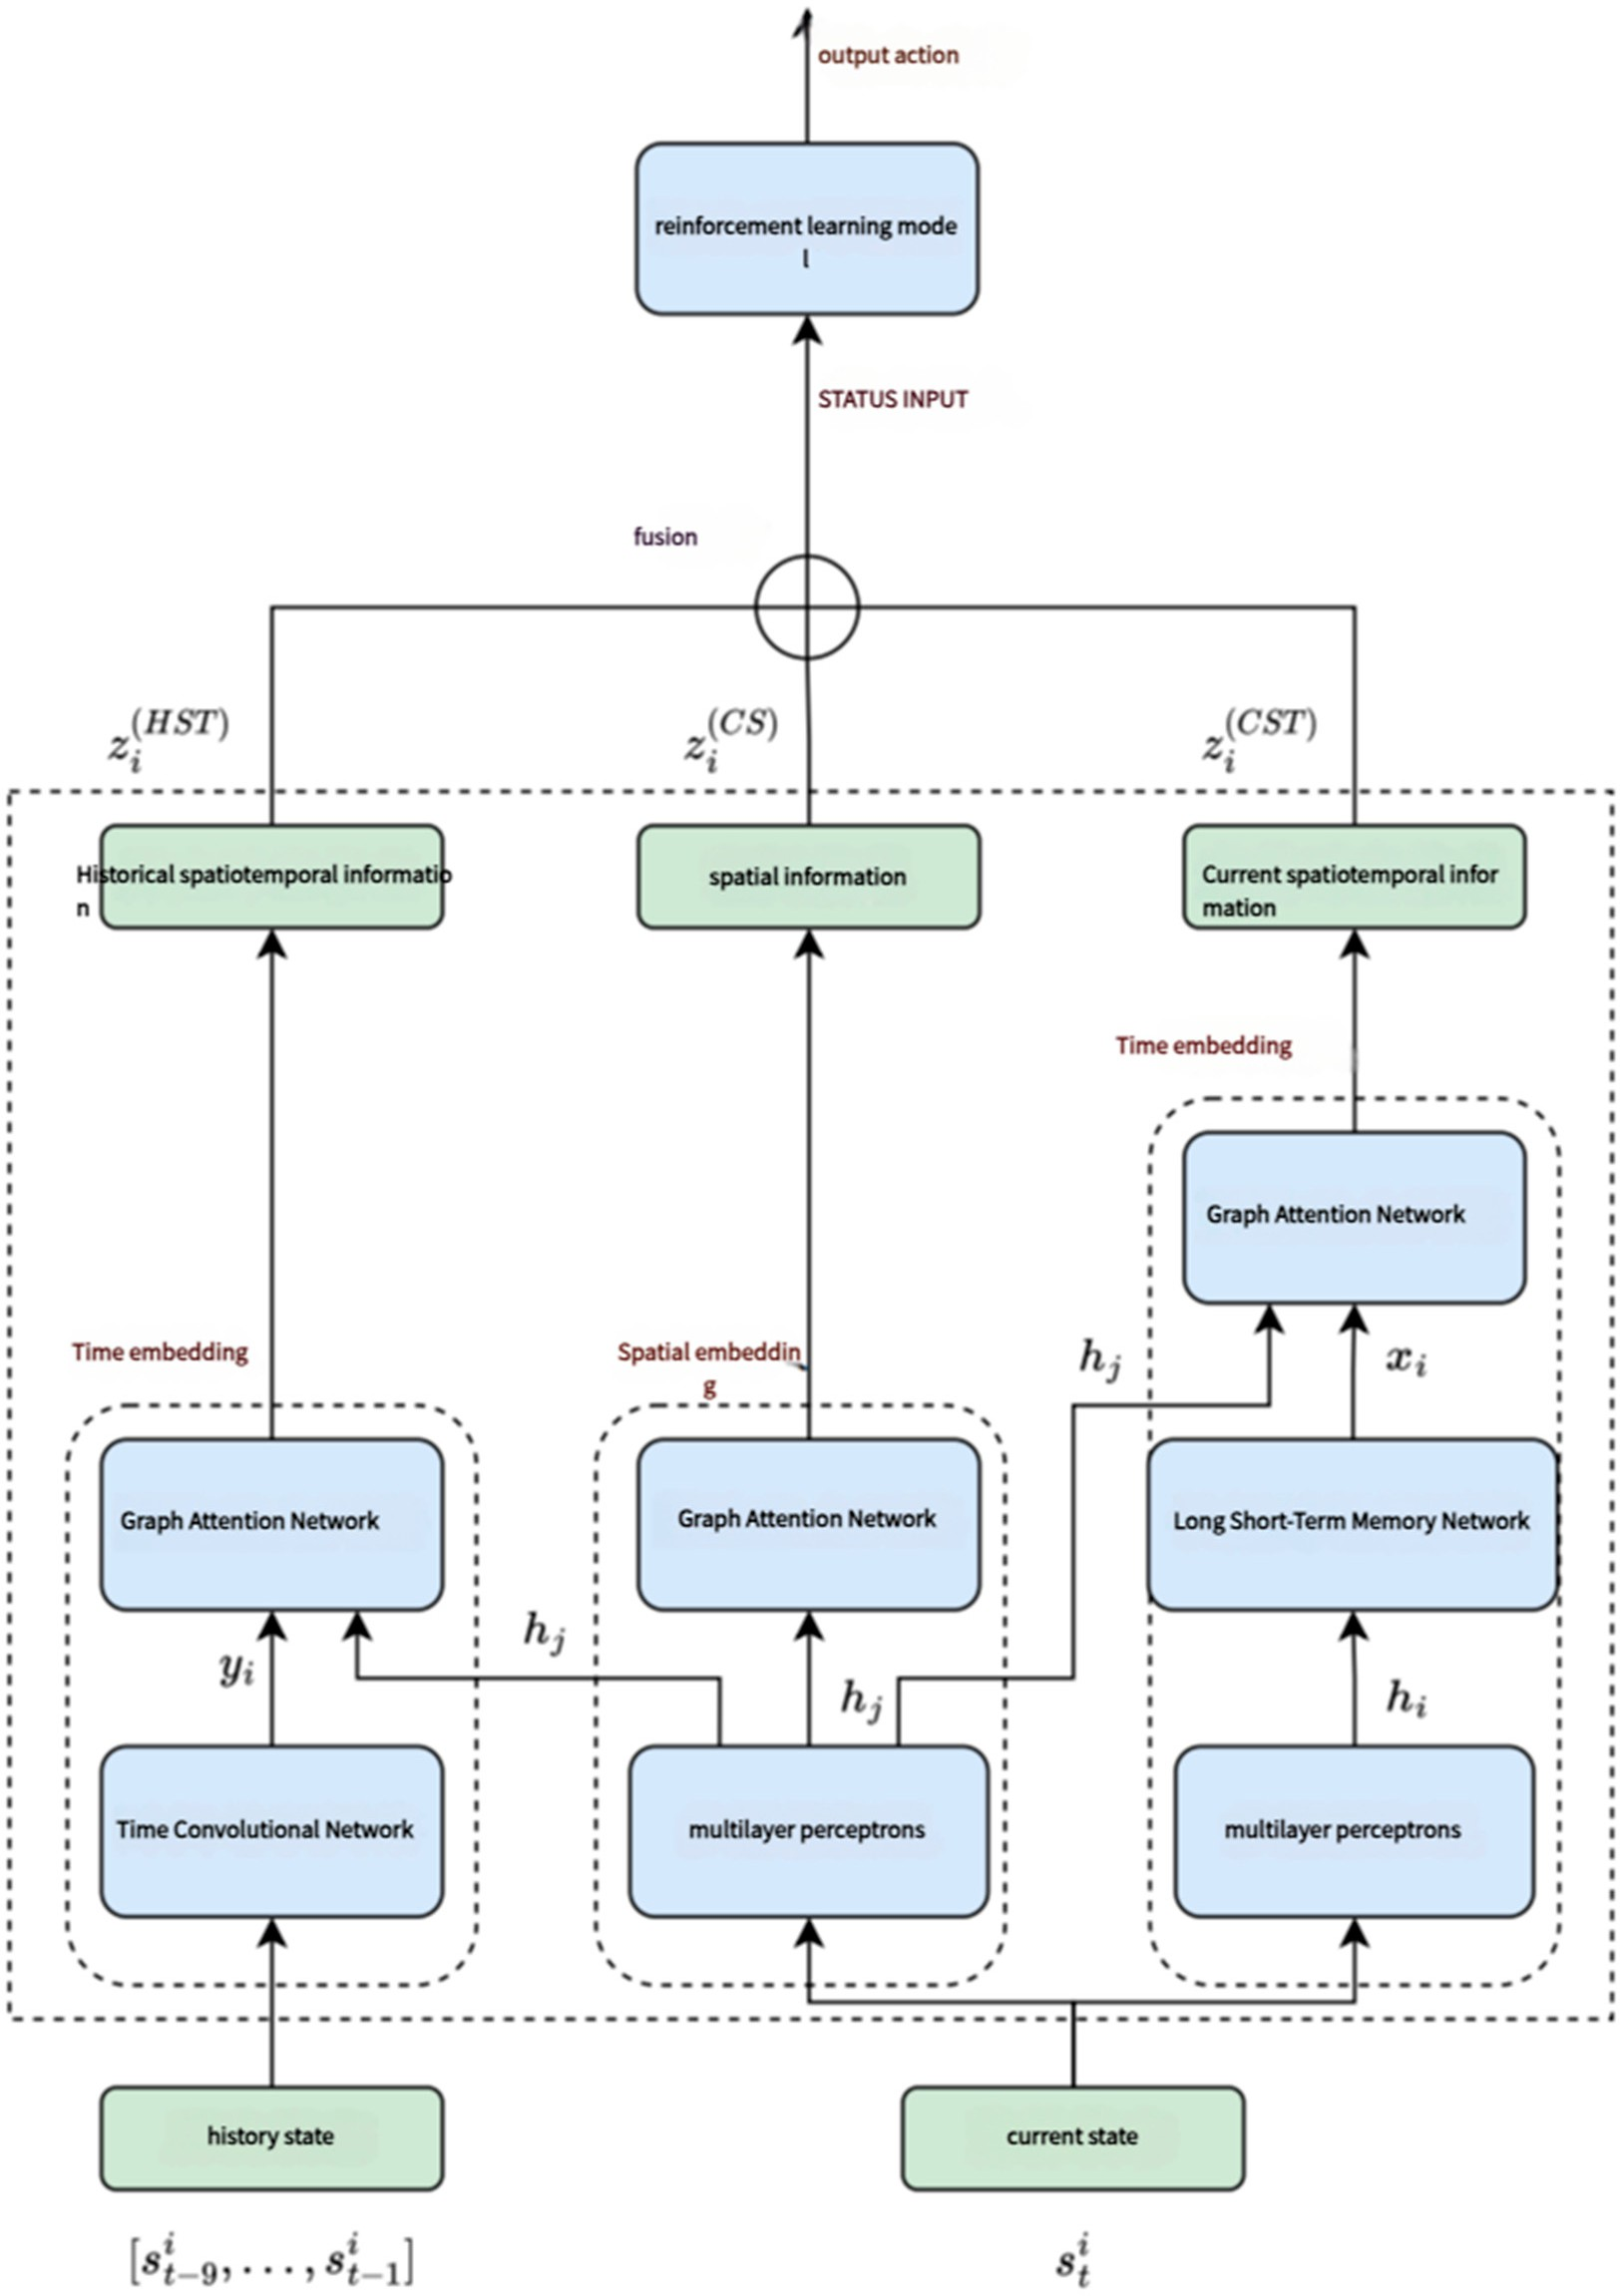 output action
reinforcement learning mode
l
STATUS INPUT
fusion
z_i^{(HST)}
z_i^{(CS)}
z_i^{(CST)}
Historical spatiotemporal informatio
n
spatial information
Current spatiotemporal infor
mation
Time embedding
Graph Attention Network
Time embedding
Spatial embeddin
g
h_j
x_i
Graph Attention Network
Graph Attention Network
Long Short-Term Memory Network
y_i
h_j
h_j
h_i
Time Convolutional Network
multilayer perceptrons
multilayer perceptrons
history state
current state
[s_{t-9}^i, . . . , s_{t-1}^i]
s_t^i